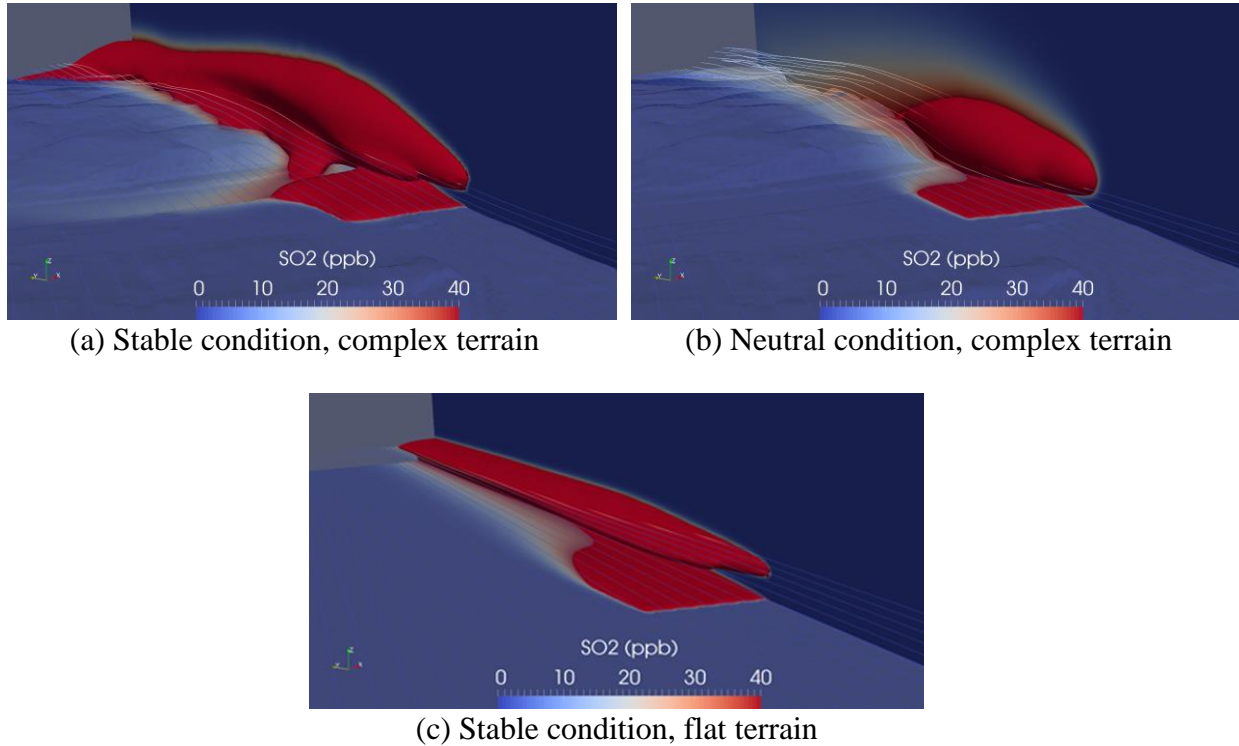 SO2 (ppb)
0 10 20 30 40
(a) Stable condition, complex terrain
SO2 (ppb)
0 10 20 30 40
(b) Neutral condition, complex terrain
SO2 (ppb)
0 10 20 30 40
(c) Stable condition, flat terrain